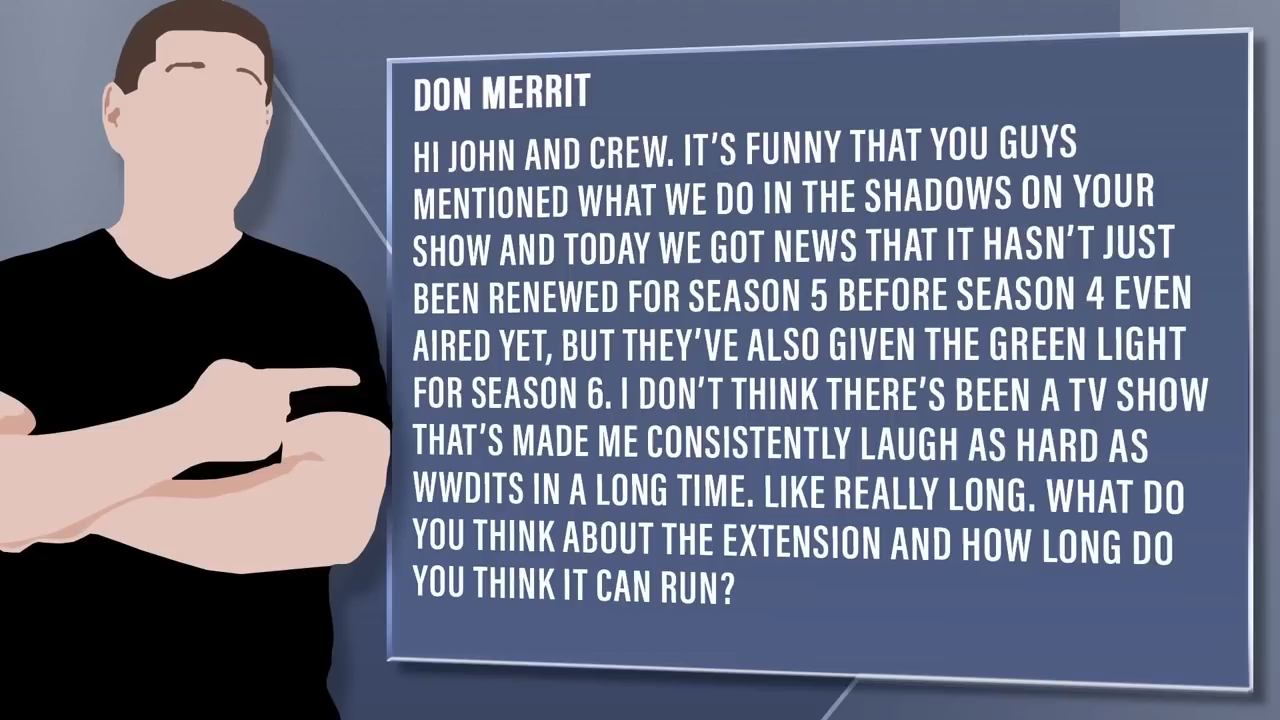 DON MERRIT
HI JOHN AND CREW. IT'S FUNNY THAT YOU GUYS
MENTIONED WHAT WE DO IN THE SHADOWS ON YOUR
SHOW AND TODAY WE GOT NEWS THAT IT HASN'T JUST
BEEN RENEWED FOR SEASON 5 BEFORE SEASON 4 EVEN
AIRED YET, BUT THEY'VE ALSO GIVEN THE GREEN LIGHT
FOR SEASON 6. I DON'T THINK THERE'S BEEN A TV SHOW
THAT'S MADE ME CONSISTENTLY LAUGH AS HARD AS
WWDITS IN A LONG TIME. LIKE REALLY LONG. WHAT DO
YOU THINK ABOUT THE EXTENSION AND HOW LONG DO
YOU THINK IT CAN RUN?